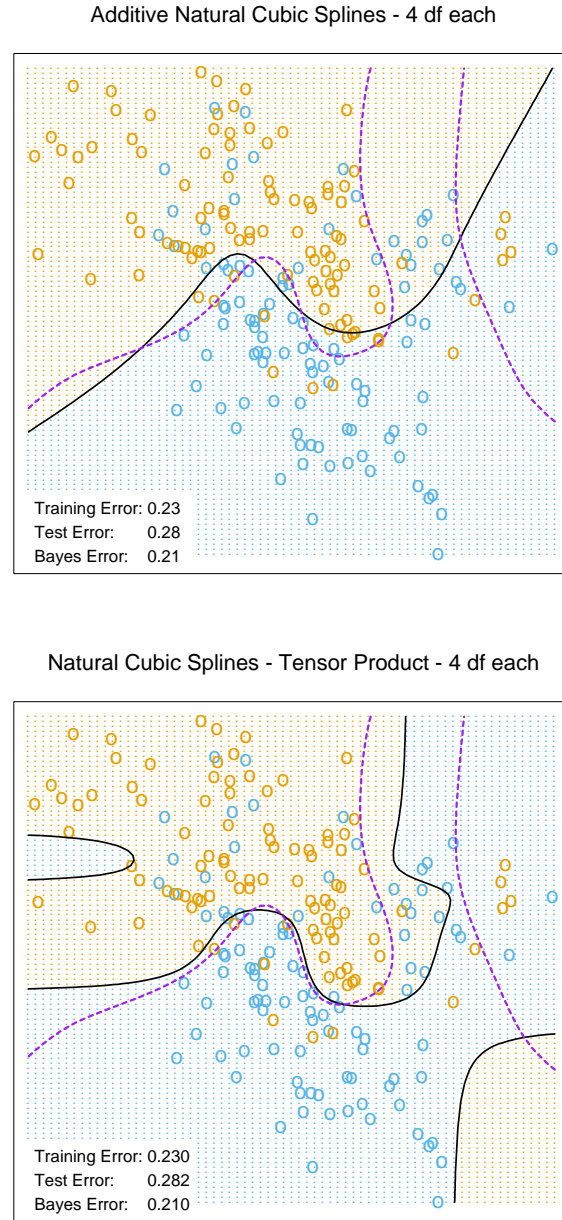 Additive Natural Cubic Splines - 4 df each
Training Error: 0.23
Test Error: 0.28
Bayes Error: 0.21
Natural Cubic Splines - Tensor Product - 4 df each
Training Error: 0.230
Test Error: 0.282
Bayes Error: 0.210